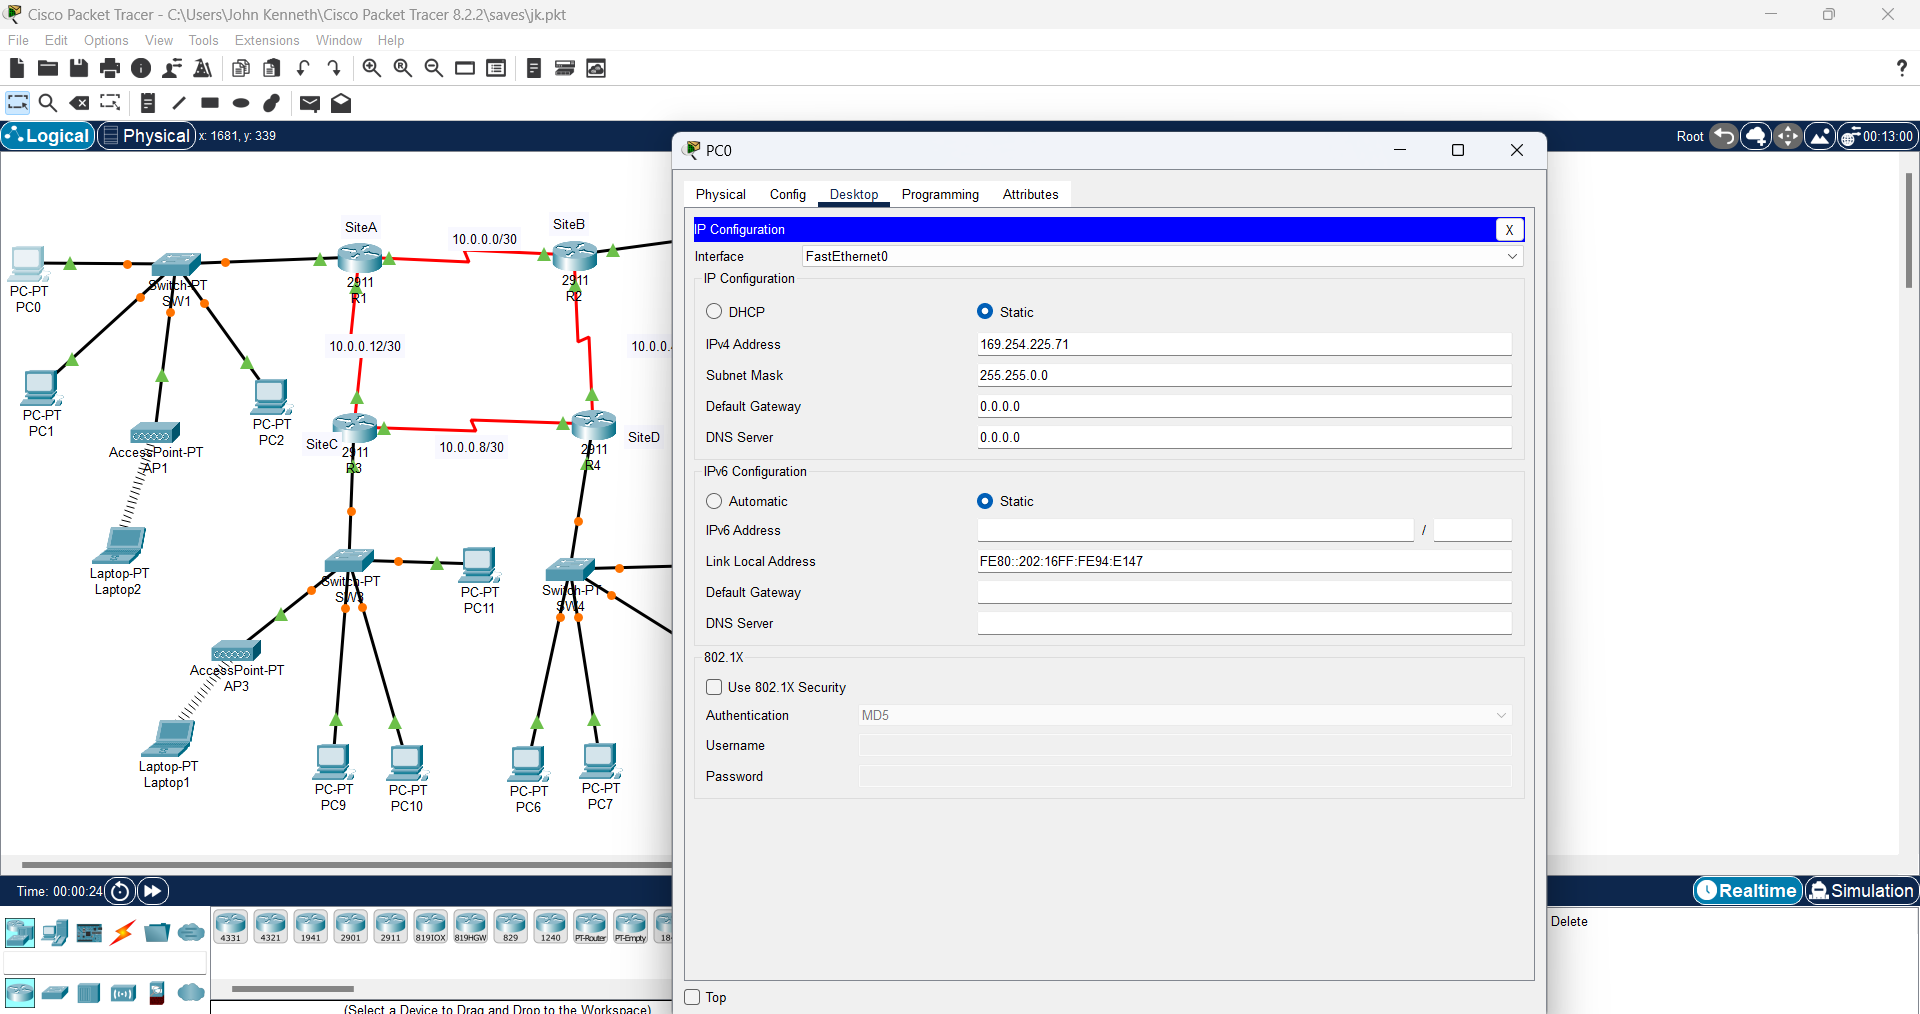 Cisco Packet Tracer - C:\Users\John Kenneth\Cisco Packet Tracer 8.2.2\saves\jk.pkt
File Edit Options View Tools Extensions Window Help
Logical Physical x: 1681, y: 339
Root 00:13:00
SiteA
SiteB
10.0.0.0/30
PC-PT
PC0
Switch-PT
SW1
2911
R1
2911
R2
10.0.0.12/30
10.0.0.
PC-PT
PC1
PC-PT
PC2
AccessPoint-PT
AP1
SiteC
2911
R3
10.0.0.8/30
2911
R4
SiteD
Laptop-PT
Laptop2
Switch-PT
SW3
PC-PT
PC11
Switch-PT
SW4
AccessPoint-PT
AP3
Laptop-PT
Laptop1
PC-PT
PC9
PC-PT
PC10
PC-PT
PC6
PC-PT
PC7
PC0
Physical Config Desktop Programming Attributes
IP Configuration X
Interface FastEthernet0
IP Configuration
DHCP Static
IPv4 Address 169.254.225.71
Subnet Mask 255.255.0.0
Default Gateway 0.0.0.0
DNS Server 0.0.0.0
IPv6 Configuration
Automatic Static
IPv6 Address /
Link Local Address FE80::202:16FF:FE94:E147
Default Gateway
DNS Server
802.1X
Use 802.1X Security
Authentication MD5
Username
Password
Top
Time: 00:00:24
Realtime Simulation
4331 4321 1941 2901 2911 819IOX 819HGW 829 1240 PT-Router PT-Empty 18
(Select a Device to Drag and Drop to the Workspace)
Delete